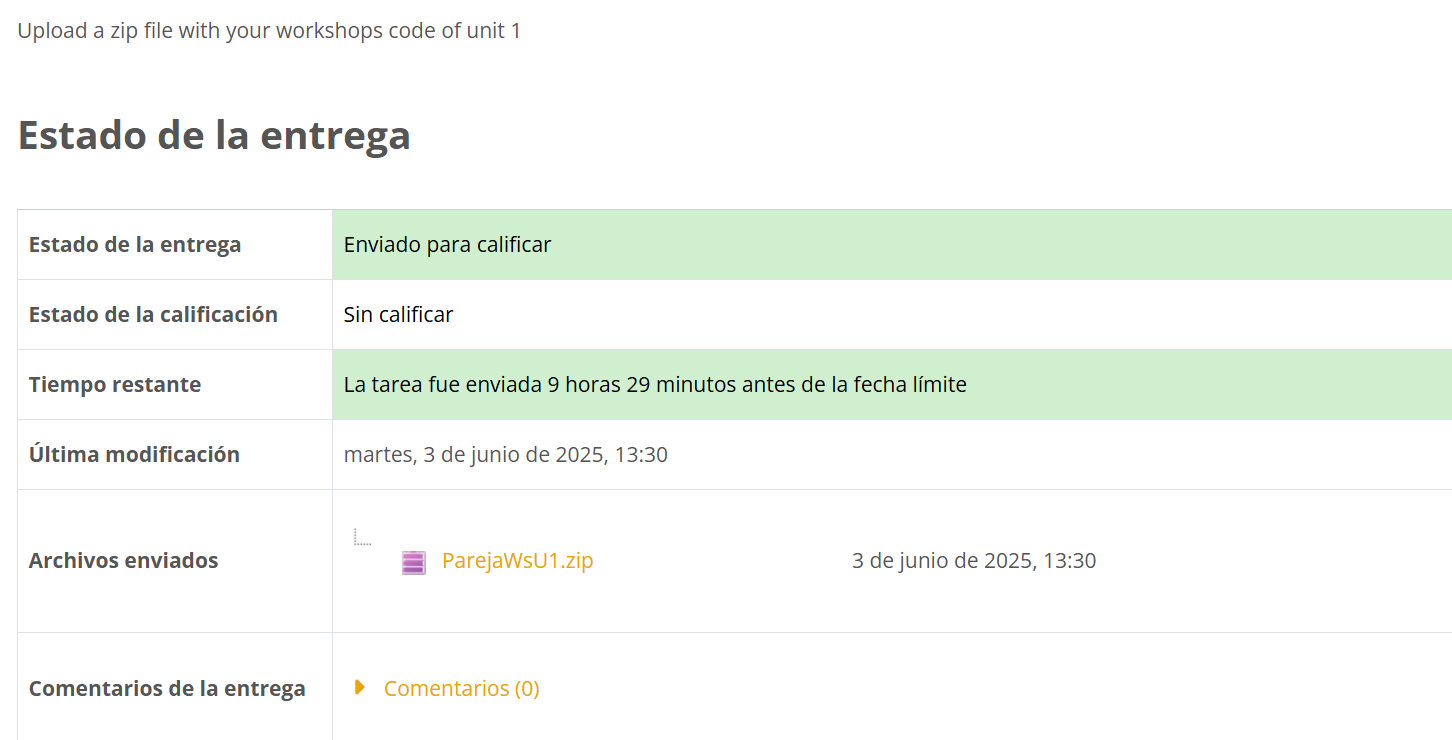 Upload a zip file with your workshops code of unit 1
Estado de la entrega
Estado de la entrega Enviado para calificar
Estado de la calificación Sin calificar
Tiempo restante La tarea fue enviada 9 horas 29 minutos antes de la fecha límite
Última modificación martes, 3 de junio de 2025, 13:30
Archivos enviados ParejaWsU1.zip 3 de junio de 2025, 13:30
Comentarios de la entrega Comentarios (0)